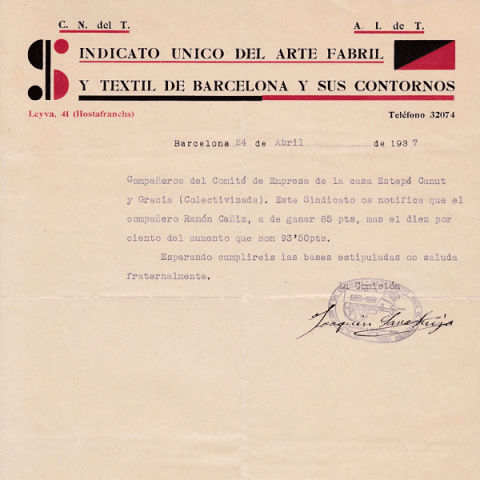 C. N. del T.
A. I. de T.
SINDICATO UNICO DEL ARTE FABRIL
Y TEXTIL DE BARCELONA Y SUS CONTORNOS
Leyva, 41 (Hostafranchs)
Teléfono 32074
Barcelona 24 de Abril de 1937
Compañeros del Comité de Empresa de la casa Estepé Canut
y Gracia (Colectivizada). Este Sindicato os notifica que el
compañero Ramón Cañiz, a de ganar 85 pts, mas el diez por
ciento del aumento que son 93'50pts.
Esperando cumplireis las bases estipuladas os saluda
fraternalmente.
La Comisión
Joaquin